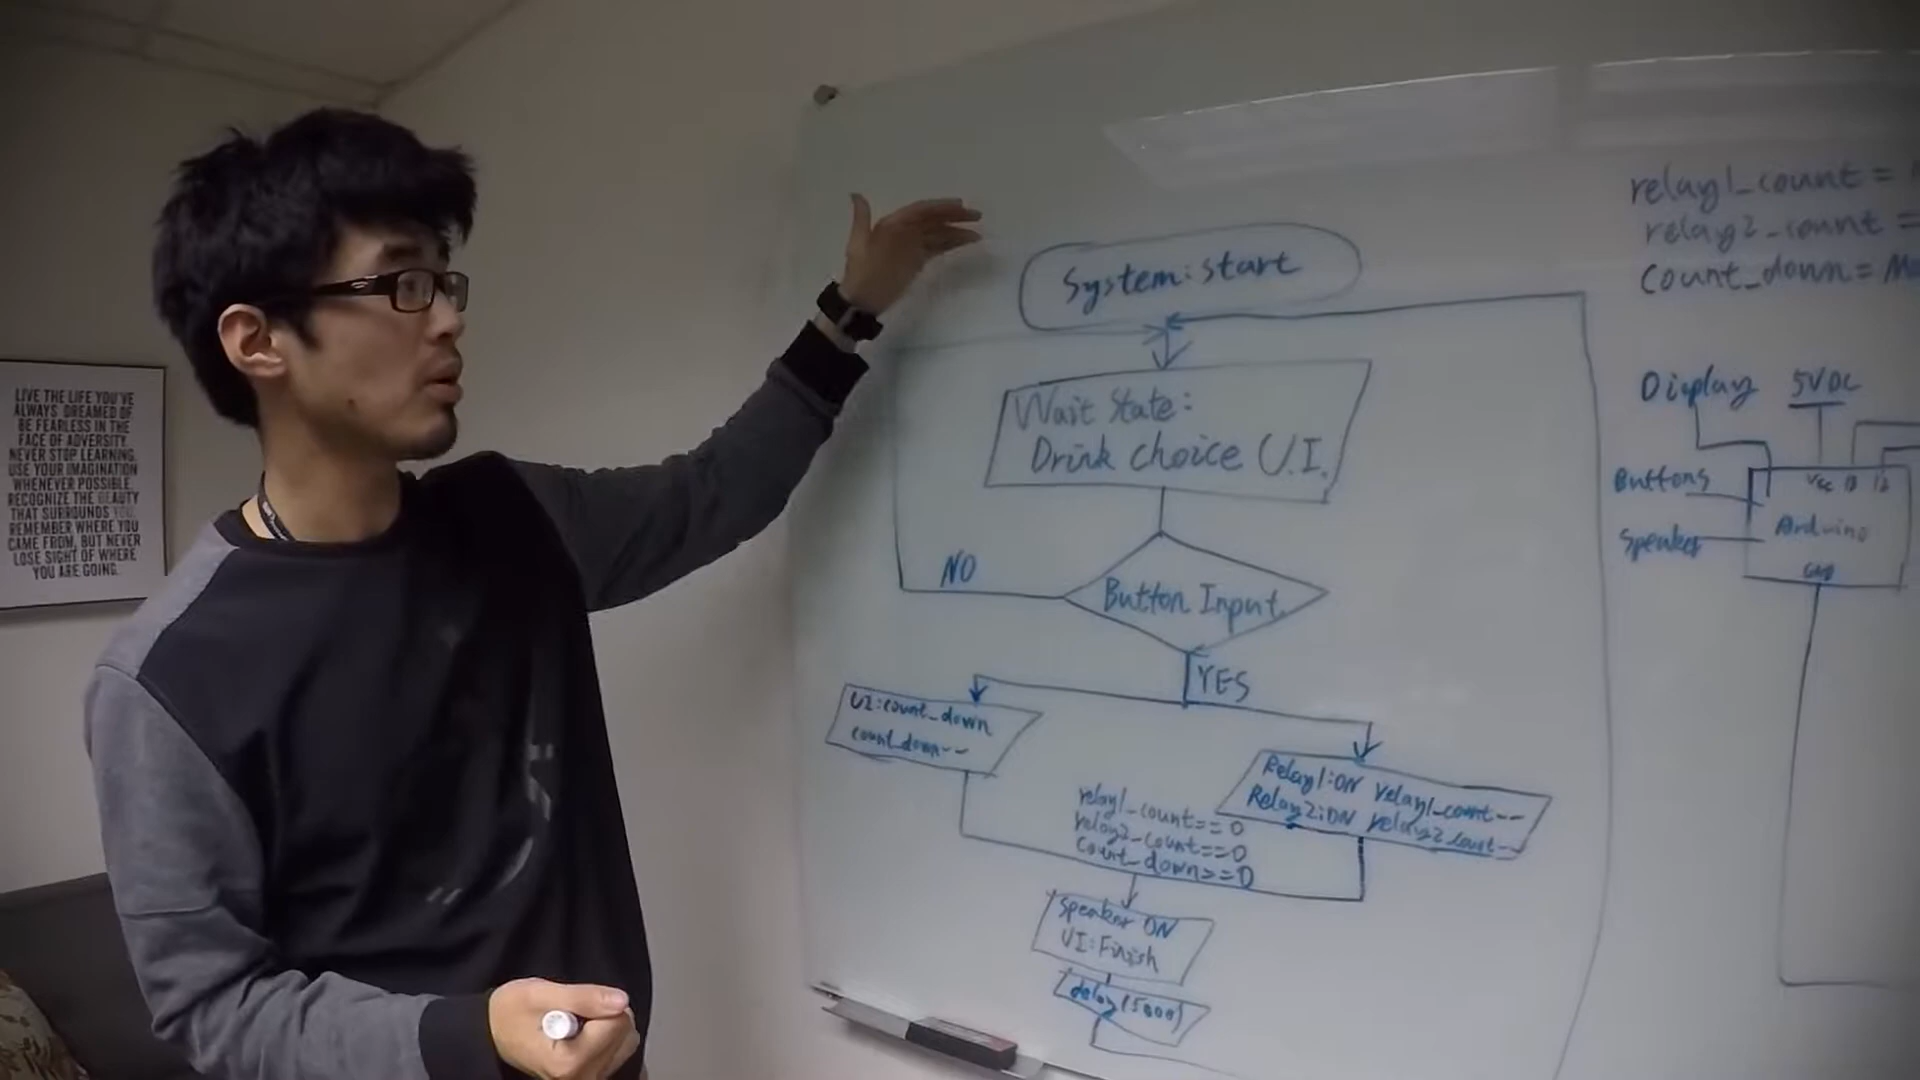 LIVE THE LIFE YOU'VE
ALWAYS DREAMED OF
BE FEARLESS IN THE
FACE OF ADVERSITY
NEVER STOP LEARNING,
USE YOUR IMAGINATION
WHENEVER POSSIBLE,
RECOGNIZE THE BEAUTY
THAT SURROUNDS YOU,
REMEMBER WHERE YOU
CAME FROM, BUT NEVER
LOSE SIGHT OF WHERE
YOU ARE GOING.
System: start
Wait State:
Drink choice U.I.
NO
Button Input
YES
UI: count_down
count_down--
Relay1:ON relay1_count--
Relay2:ON relay2_count--
relay1_count==0
relay2_count==0
count_down==0
Speaker ON
UI: Finish
delay(5000)
relay1_count =
relay2_count =
Count_down =
Display
5VDC
Buttons
Speaker
Vcc 13 12
Arduino
GND